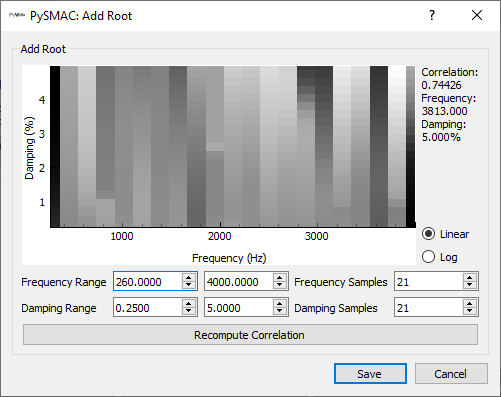 PySMAC: Add Root
Add Root
Correlation:
0.74426
Frequency:
3813.000
Damping:
5.000%
4
3
2
1
Damping (%)
1000 2000 3000
Frequency (Hz)
Linear
Log
Frequency Range 260.0000 4000.0000 Frequency Samples 21
Damping Range 0.2500 5.0000 Damping Samples 21
Recompute Correlation
Save Cancel